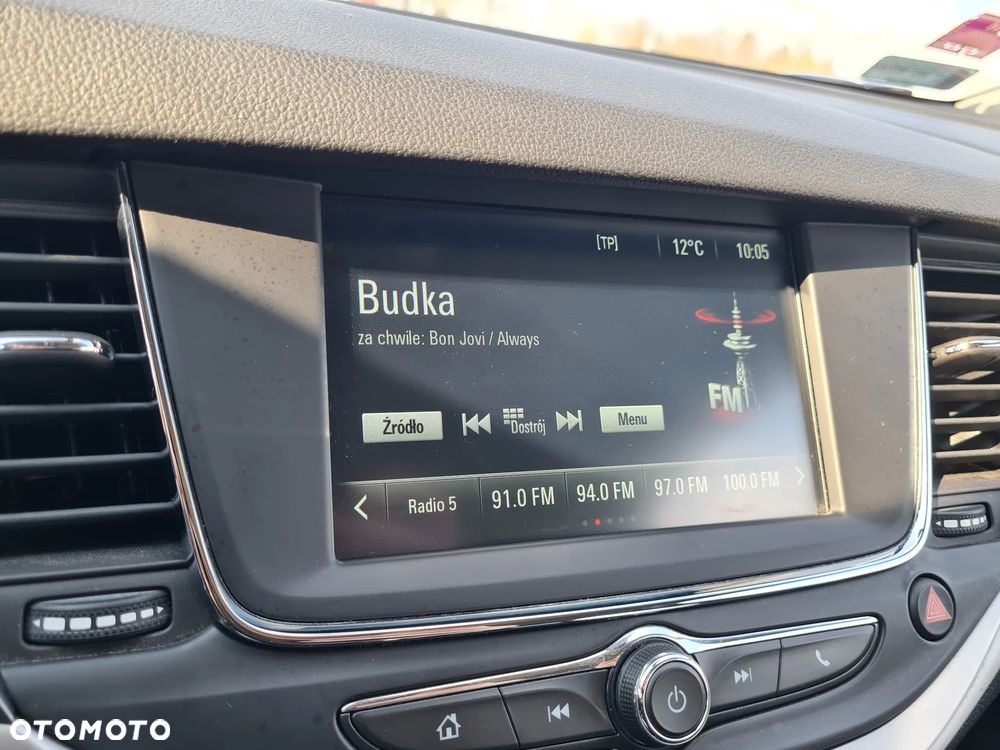 [TP] 12°C 10:05
Budka
za chwile: Bon Jovi / Always
FM
Źródło Dostrój Menu
Radio 5 91.0 FM 94.0 FM 97.0 FM 100.0 FM
OTOMOTO